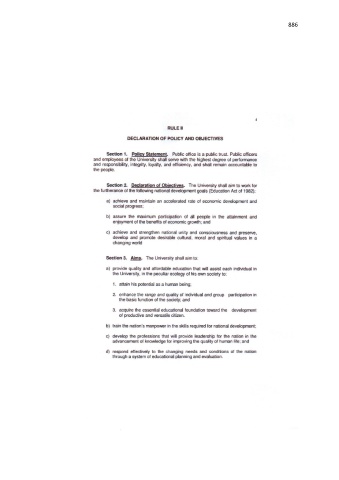 886
RULE II
DECLARATION OF POLICY AND OBJECTIVES
Section 1. Policy Statement. Public office is a public trust. Public officers
and employees of the University shall serve with the highest degree of performance
and responsibility, integrity, loyalty, and efficiency, and shall remain accountable to
the people.
Section 2. Declaration of Objectives. The University shall aim to work for
the furtherance of the following national development goals (Education Act of 1982).
a) achieve and maintain an accelerated rate of economic development and
social progress;
b) assure the maximum participation of all people in the attainment and
enjoyment of the benefits of economic growth; and
c) achieve and strengthen national unity and consciousness and preserve,
develop and promote desirable cultural, moral and spiritual values in a
changing world
Section 3. Aims. The University shall aim to:
a) provide quality and affordable education that will assist each individual in
the University, in the peculiar ecology of his own society to:
1. attain his potential as a human being;
2. enhance the range and quality of individual and group participation in
the basic function of the society, and
3. acquire the essential educational foundation toward the development
of productive and versatile citizen.
b) train the nation's manpower in the skills required for national development;
c) develop the professions that will provide leadership for the nation in the
advancement of knowledge for improving the quality of human life; and
d) respond effectively to the changing needs and conditions of the nation
through a system of educational planning and evaluation.